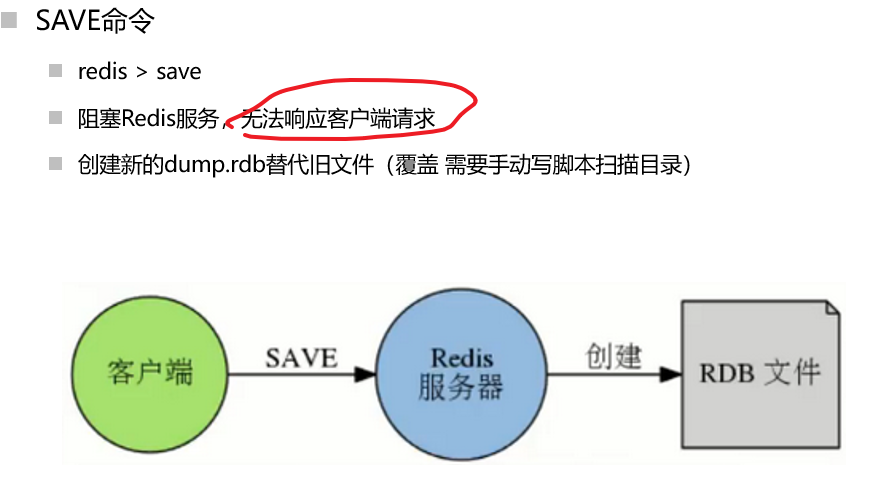 SAVE命令
redis > save
阻塞Redis服务，无法响应客户端请求
创建新的dump.rdb替代旧文件（覆盖 需要手动写脚本扫描目录）
客户端
SAVE
Redis
服务器
创建
RDB 文件